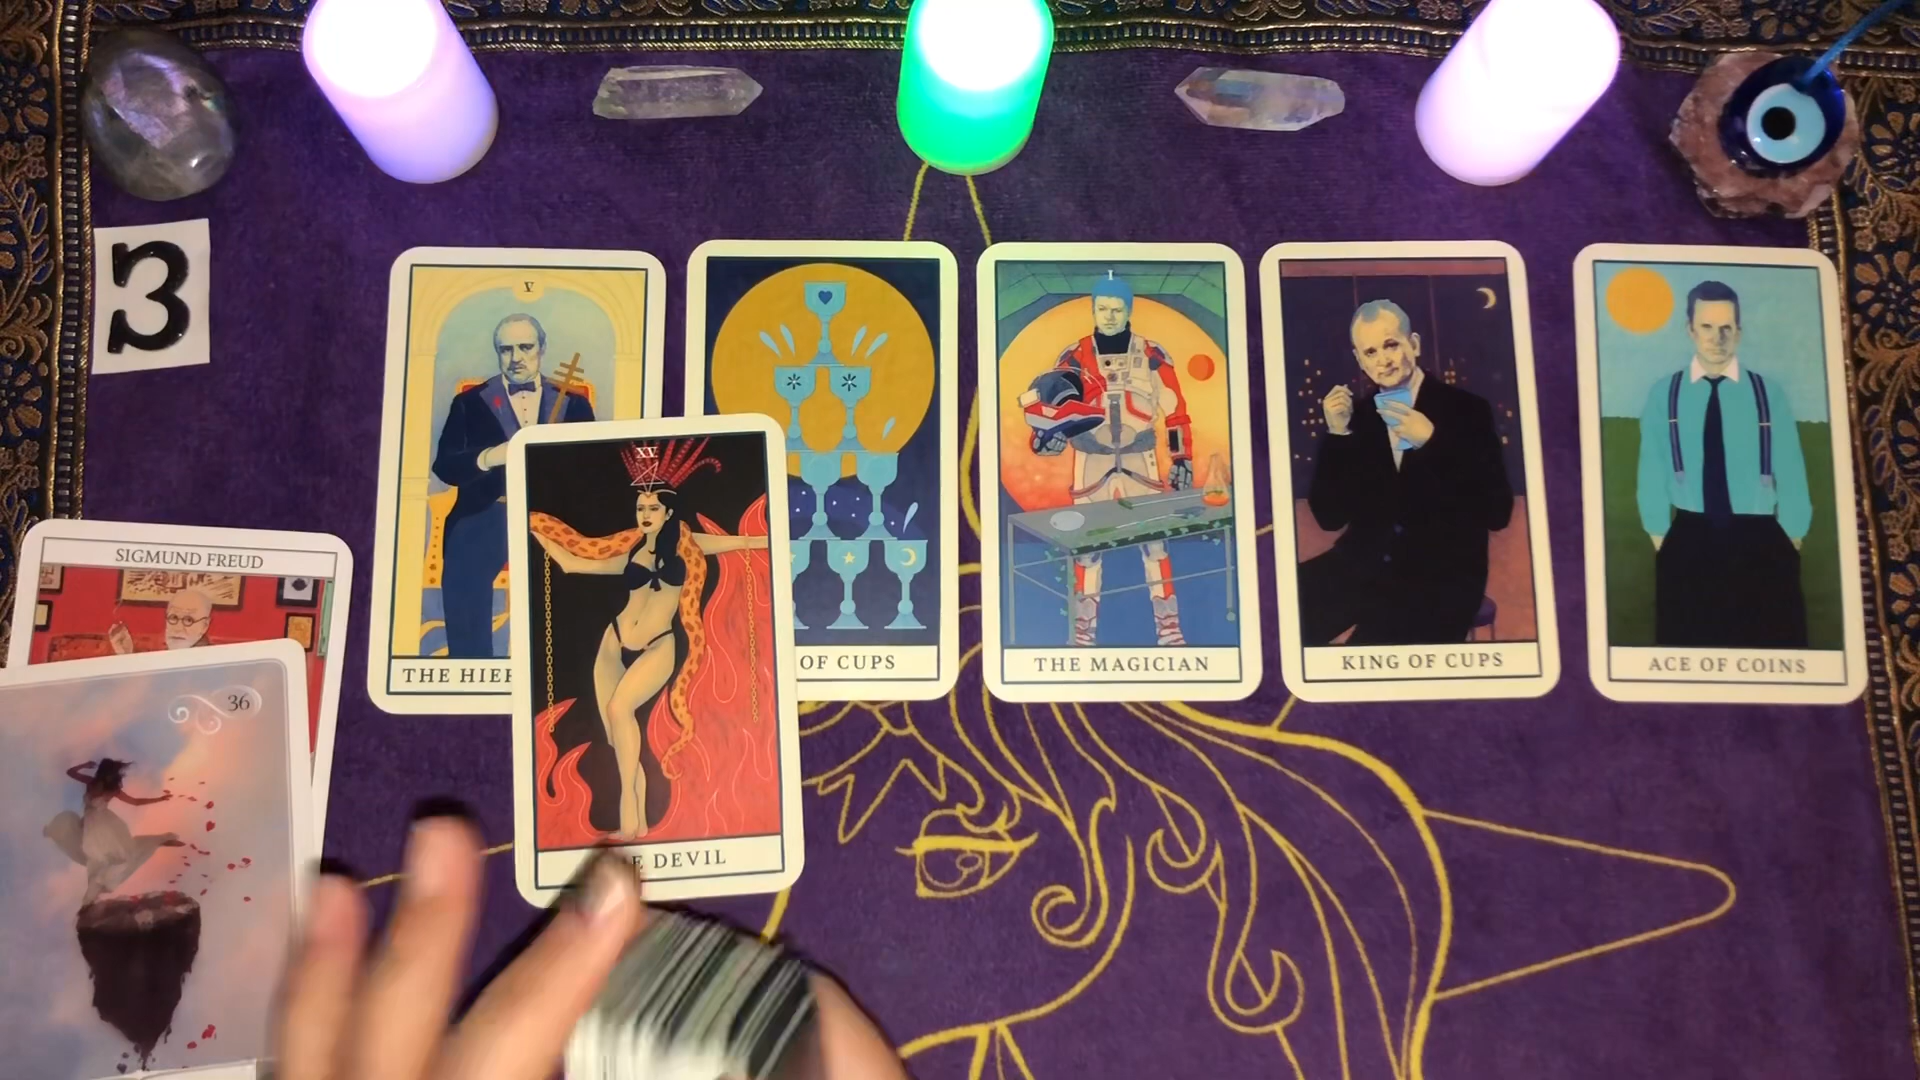 3
V
I
THE HIER
OF CUPS
THE MAGICIAN
KING OF CUPS
ACE OF COINS
XV
DEVIL
SIGMUND FREUD
36